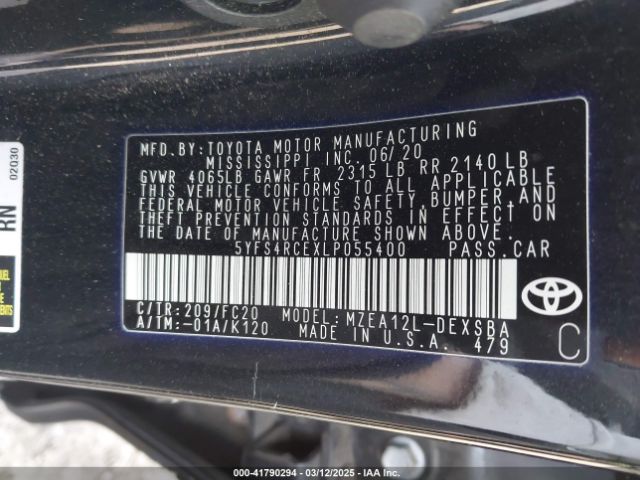 MFD.BY:TOYOTA MOTOR MANUFACTURING
MISSISSIPPI INC.06/20
GVWR 4065LB GAWR FR 2315 LB RR 2140 LB
THIS VEHICLE CONFORMS TO ALL APPLICABLE
FEDERAL MOTOR VEHICLE SAFETY, BUMPER, AND
THEFT PREVENTION STANDARDS IN EFFECT ON
THE DATE OF MANUFACTURE SHOWN ABOVE.
5YFS4RCEXLP055400 PASS.CAR
C/TR:209/FC20 MODEL:MZEA12L-DEXSBA
A/TM:-01A/K120 MADE IN U.S.A. 479
C
02Q30
RN
000-41790294 - 03/12/2025 - IAA Inc.